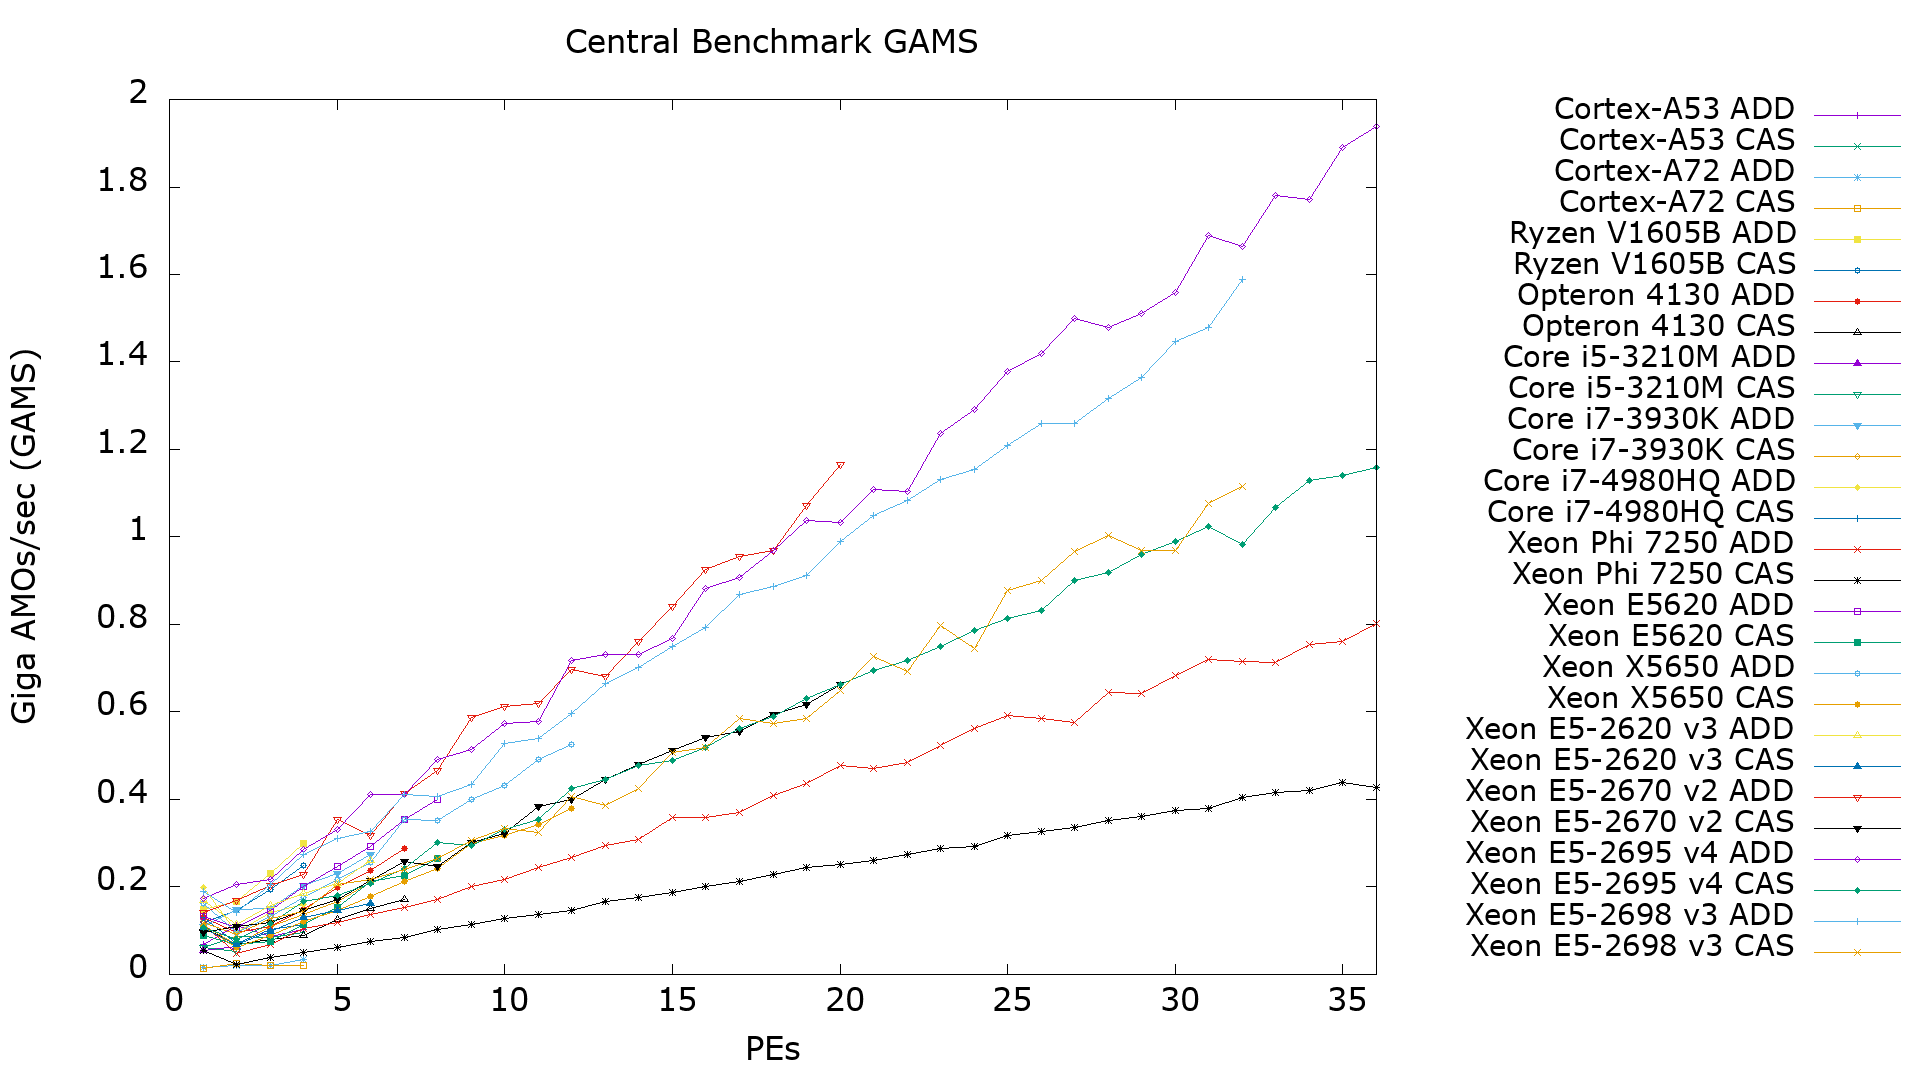 Central Benchmark GAMS
Giga AMOs/sec (GAMS)
2
1.8
1.6
1.4
1.2
1
0.8
0.6
0.4
0.2
0
0 5 10 15 20 25 30 35
PEs
Cortex-A53 ADD
Cortex-A53 CAS
Cortex-A72 ADD
Cortex-A72 CAS
Ryzen V1605B ADD
Ryzen V1605B CAS
Opteron 4130 ADD
Opteron 4130 CAS
Core i5-3210M ADD
Core i5-3210M CAS
Core i7-3930K ADD
Core i7-3930K CAS
Core i7-4980HQ ADD
Core i7-4980HQ CAS
Xeon Phi 7250 ADD
Xeon Phi 7250 CAS
Xeon E5620 ADD
Xeon E5620 CAS
Xeon X5650 ADD
Xeon X5650 CAS
Xeon E5-2620 v3 ADD
Xeon E5-2620 v3 CAS
Xeon E5-2670 v2 ADD
Xeon E5-2670 v2 CAS
Xeon E5-2695 v4 ADD
Xeon E5-2695 v4 CAS
Xeon E5-2698 v3 ADD
Xeon E5-2698 v3 CAS